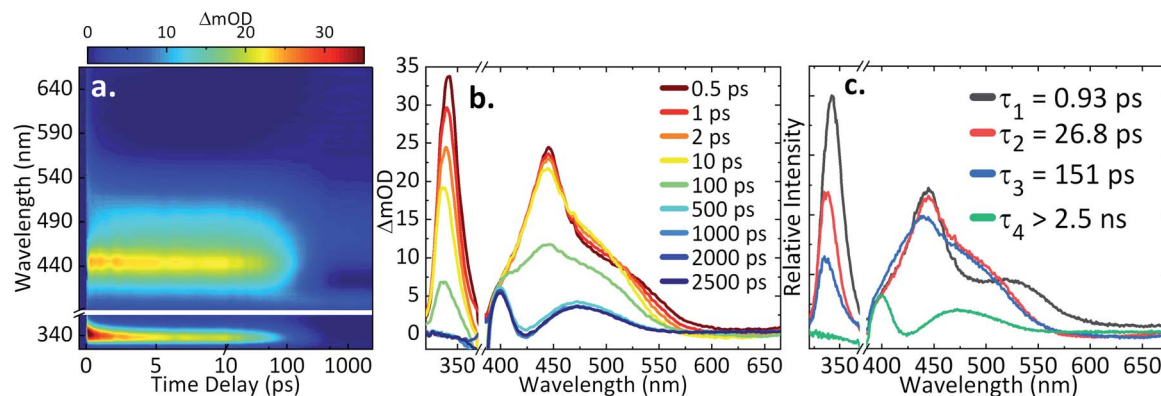 ΔmOD
0 10 20 30
a.
Wavelength (nm)
640
590
540
490
440
340
0 5 10 100 1000
Time Delay (ps)
b.
ΔmOD
35
30
25
20
15
10
5
0
0.5 ps
1 ps
2 ps
10 ps
100 ps
500 ps
1000 ps
2000 ps
2500 ps
350 400 450 500 550 600 650
Wavelength (nm)
c.
Relative Intensity
τ1 = 0.93 ps
τ2 = 26.8 ps
τ3 = 151 ps
τ4 > 2.5 ns
350 400 450 500 550 600 650
Wavelength (nm)